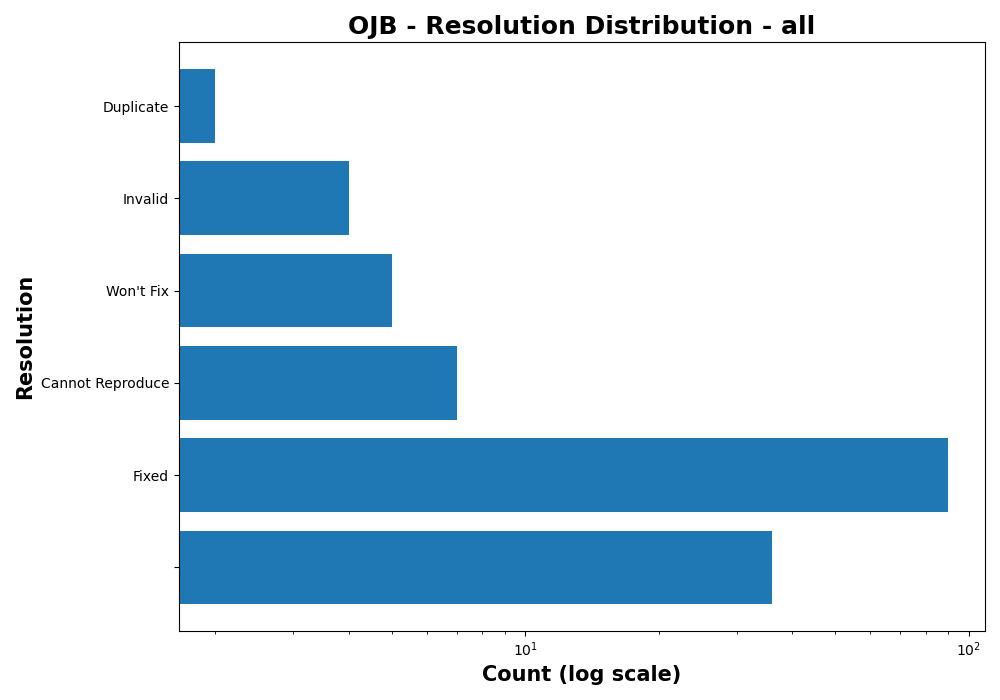 OJB - Resolution Distribution - all
Duplicate
Invalid
Won't Fix
Cannot Reproduce
Fixed
Resolution
10¹
10²
Count (log scale)